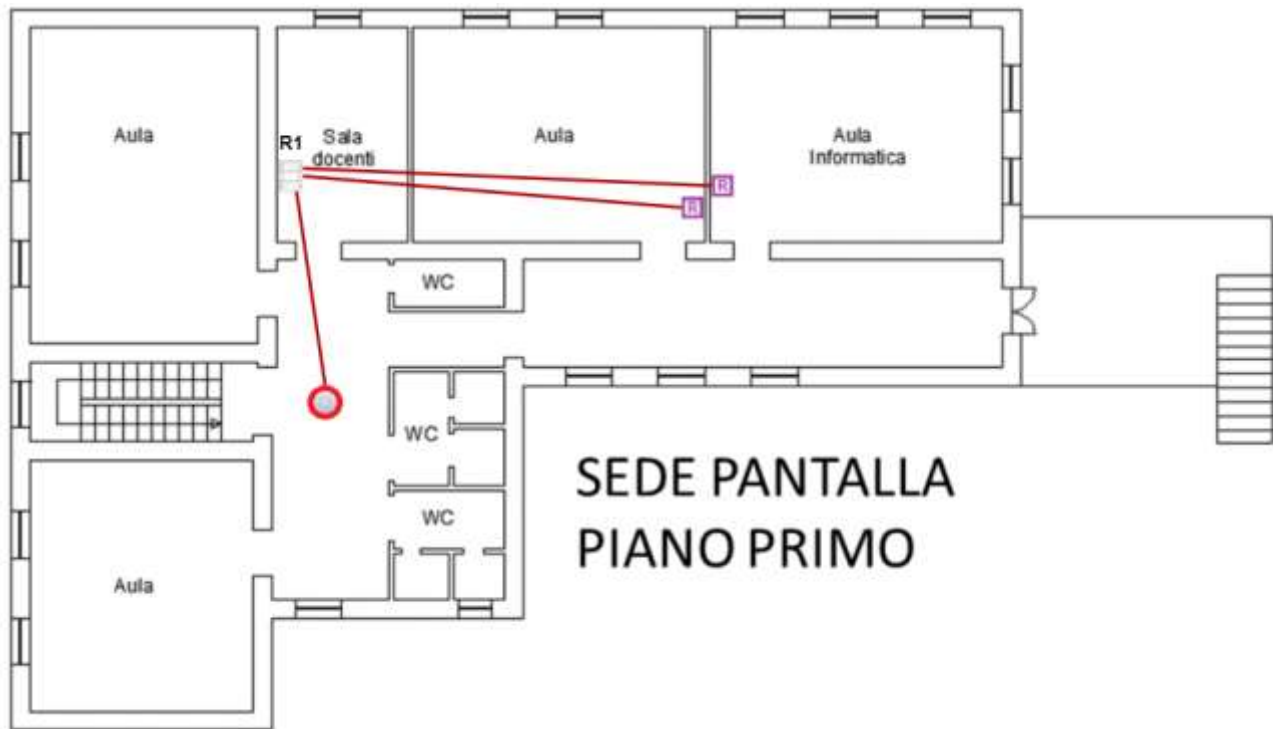 Aula
R1
Sala
docenti
Aula
Aula
Informatica
R
R
WC
WC
WC
Aula
SEDE PANTALLA
PIANO PRIMO